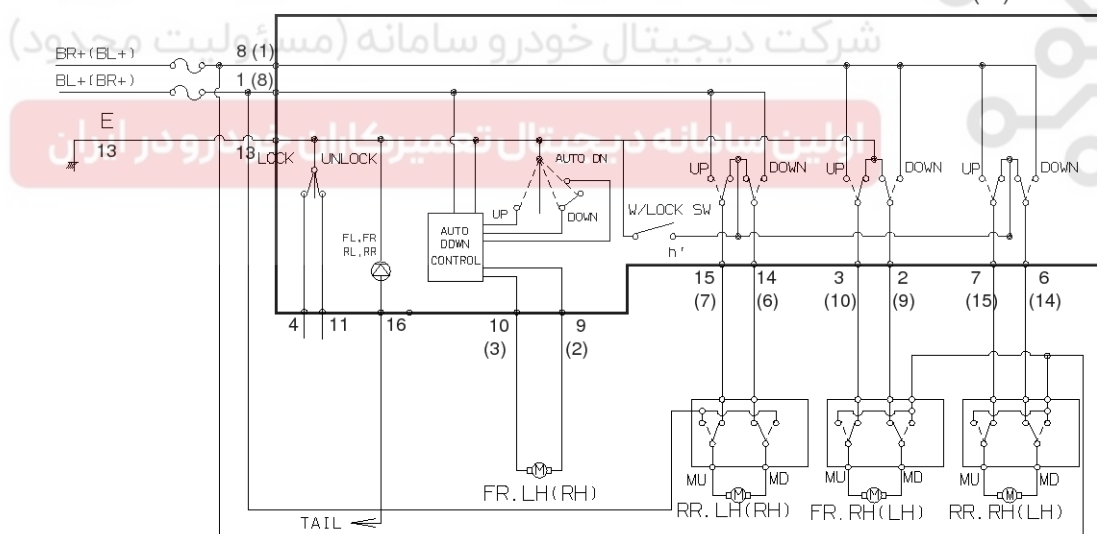 شرکت دیجیتال خودرو سامانه (مسئولیت محدود)
BR+(BL+)
8 (1)
BL+(BR+)
1 (8)
اولین سامانه دیجیتال تعمیرکاران خودرو در ایران
E
13
13
LOCK
UNLOCK
AUTO DN
UP
DOWN
UP
DOWN
UP
DOWN
UP
DOWN
W/LOCK SW
h'
AUTO
DOWN
CONTROL
FL,FR
RL,RR
15
14
3
2
7
6
(7)
(6)
(10)
(9)
(15)
(14)
4
11
16
10
9
(3)
(2)
M
FR.LH(RH)
MU
MD
MU
MD
MU
MD
M
M
M
RR.LH(RH)
FR.RH(LH)
RR.RH(LH)
TAIL